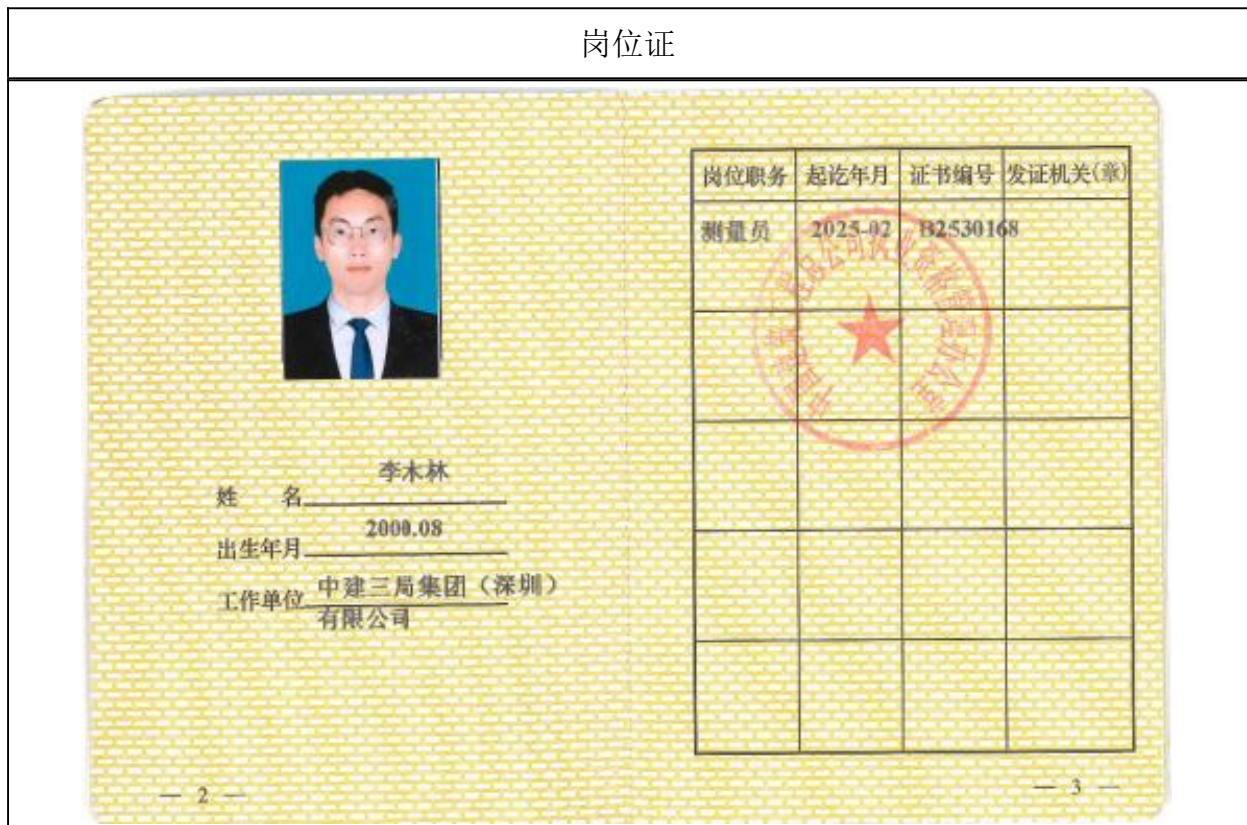 岗位证
李木林
姓 名
2000.08
出生年月
中建三局集团（深圳）
工作单位
有限公司
— 2 —
岗位职务 起讫年月 证书编号 发证机关(章)
测量员 2025-02 B2530168
— 3 —